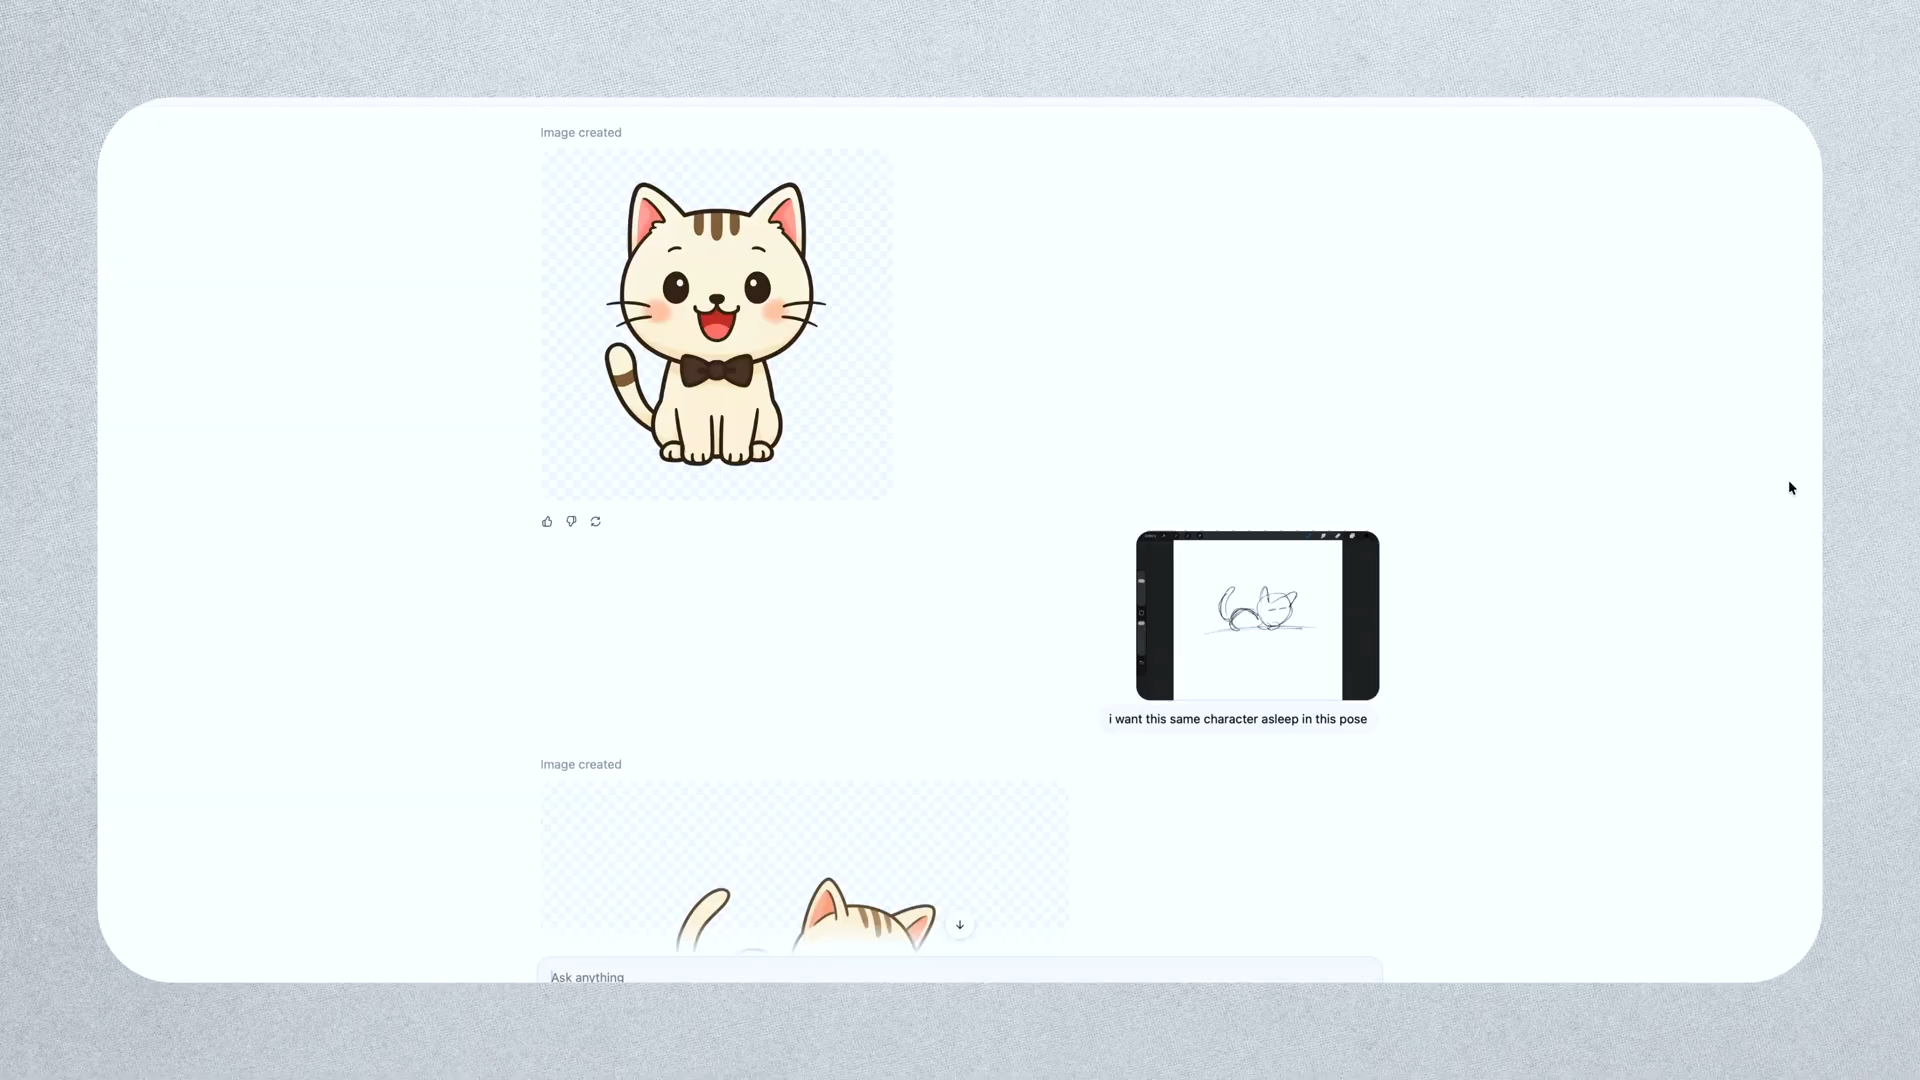 Image created
i want this same character asleep in this pose
Image created
Ask anything